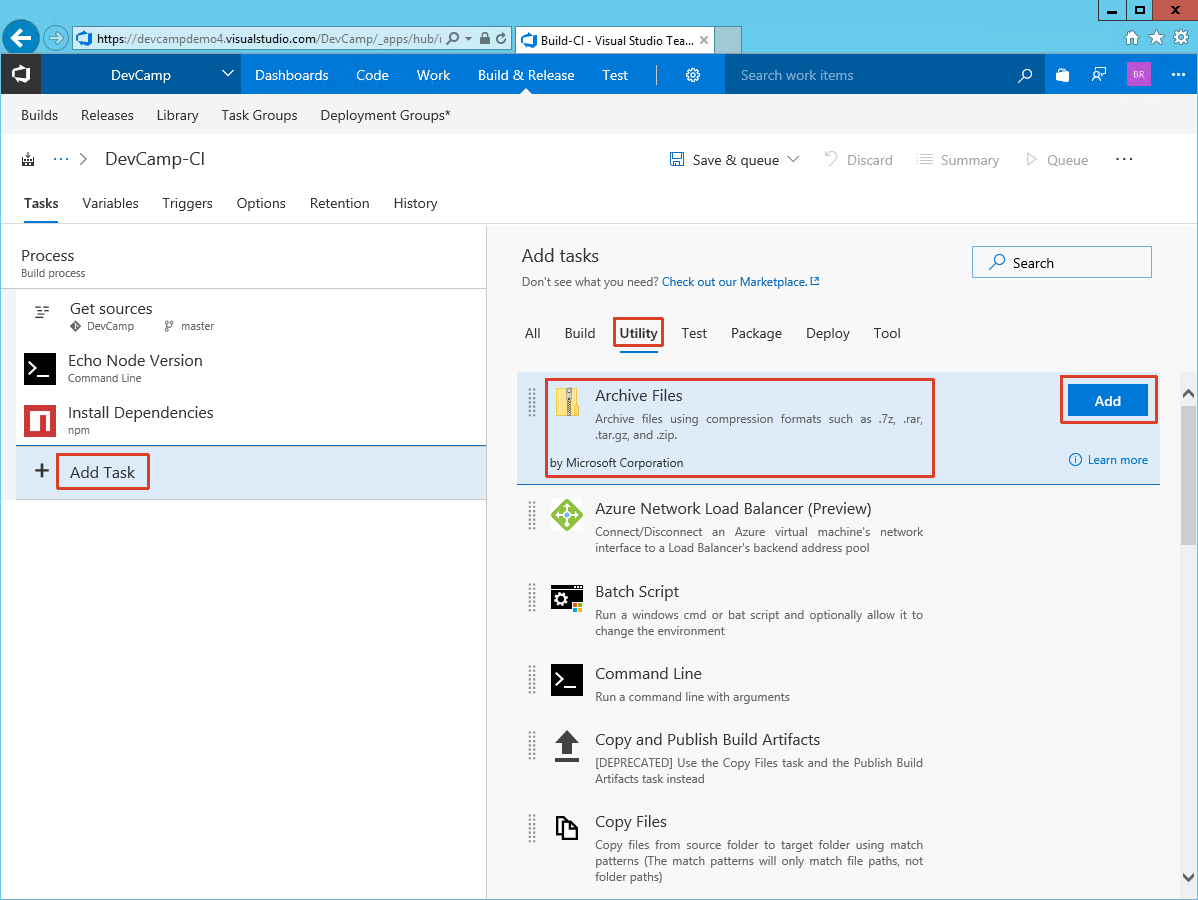 https://devcampdemo4.visualstudio.com/DevCamp/_apps/hub/
Build-CI - Visual Studio Tea...
DevCamp
Dashboards
Code
Work
Build & Release
Test
Search work items
BR
Builds
Releases
Library
Task Groups
Deployment Groups*
DevCamp-CI
Save & queue
Discard
Summary
Queue
Tasks
Variables
Triggers
Options
Retention
History
Process
Build process
Get sources
DevCamp
master
Echo Node Version
Command Line
Install Dependencies
npm
+ Add Task
Add tasks
Don't see what you need? Check out our Marketplace.
Search
All
Build
Utility
Test
Package
Deploy
Tool
Archive Files
Archive files using compression formats such as .7z, .rar,
.tar.gz, and .zip.
by Microsoft Corporation
Add
Learn more
Azure Network Load Balancer (Preview)
Connect/Disconnect an Azure virtual machine's network
interface to a Load Balancer's backend address pool
Batch Script
Run a windows cmd or bat script and optionally allow it to
change the environment
Command Line
Run a command line with arguments
Copy and Publish Build Artifacts
[DEPRECATED] Use the Copy Files task and the Publish Build
Artifacts task instead
Copy Files
Copy files from source folder to target folder using match
patterns (The match patterns will only match file paths, not
folder paths)